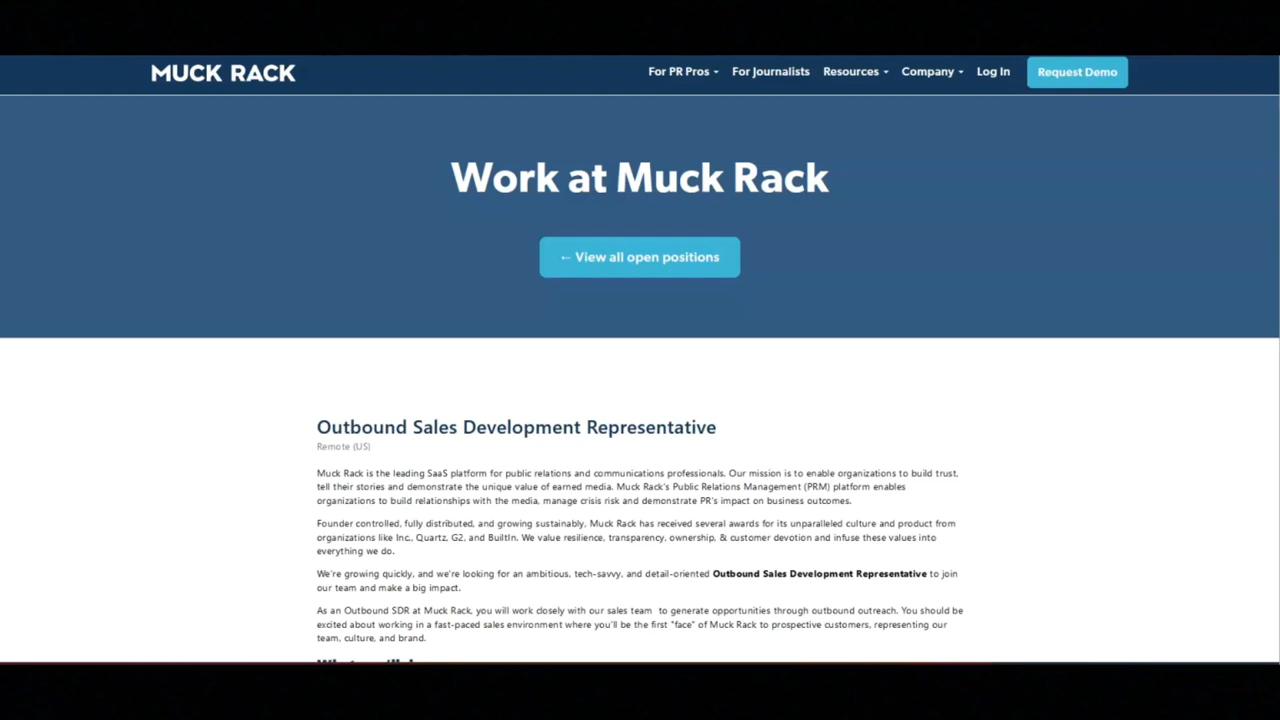 MUCK RACK
For PR Pros
For Journalists
Resources
Company
Log In
Request Demo
Work at Muck Rack
← View all open positions
Outbound Sales Development Representative
Remote (US)
Muck Rack is the leading SaaS platform for public relations and communications professionals. Our mission is to enable organizations to build trust,
tell their stories and demonstrate the unique value of earned media. Muck Rack's Public Relations Management (PRM) platform enables
organizations to build relationships with the media, manage crisis risk and demonstrate PR's impact on business outcomes.
Founder controlled, fully distributed, and growing sustainably, Muck Rack has received several awards for its unparalleled culture and product from
organizations like Inc., Quartz, G2, and BuiltIn. We value resilience, transparency, ownership, & customer devotion and infuse these values into
everything we do.
We're growing quickly, and we're looking for an ambitious, tech-savvy, and detail-oriented Outbound Sales Development Representative to join
our team and make a big impact.
As an Outbound SDR at Muck Rack, you will work closely with our sales team to generate opportunities through outbound outreach. You should be
excited about working in a fast-paced sales environment where you'll be the first "face" of Muck Rack to prospective customers, representing our
team, culture, and brand.